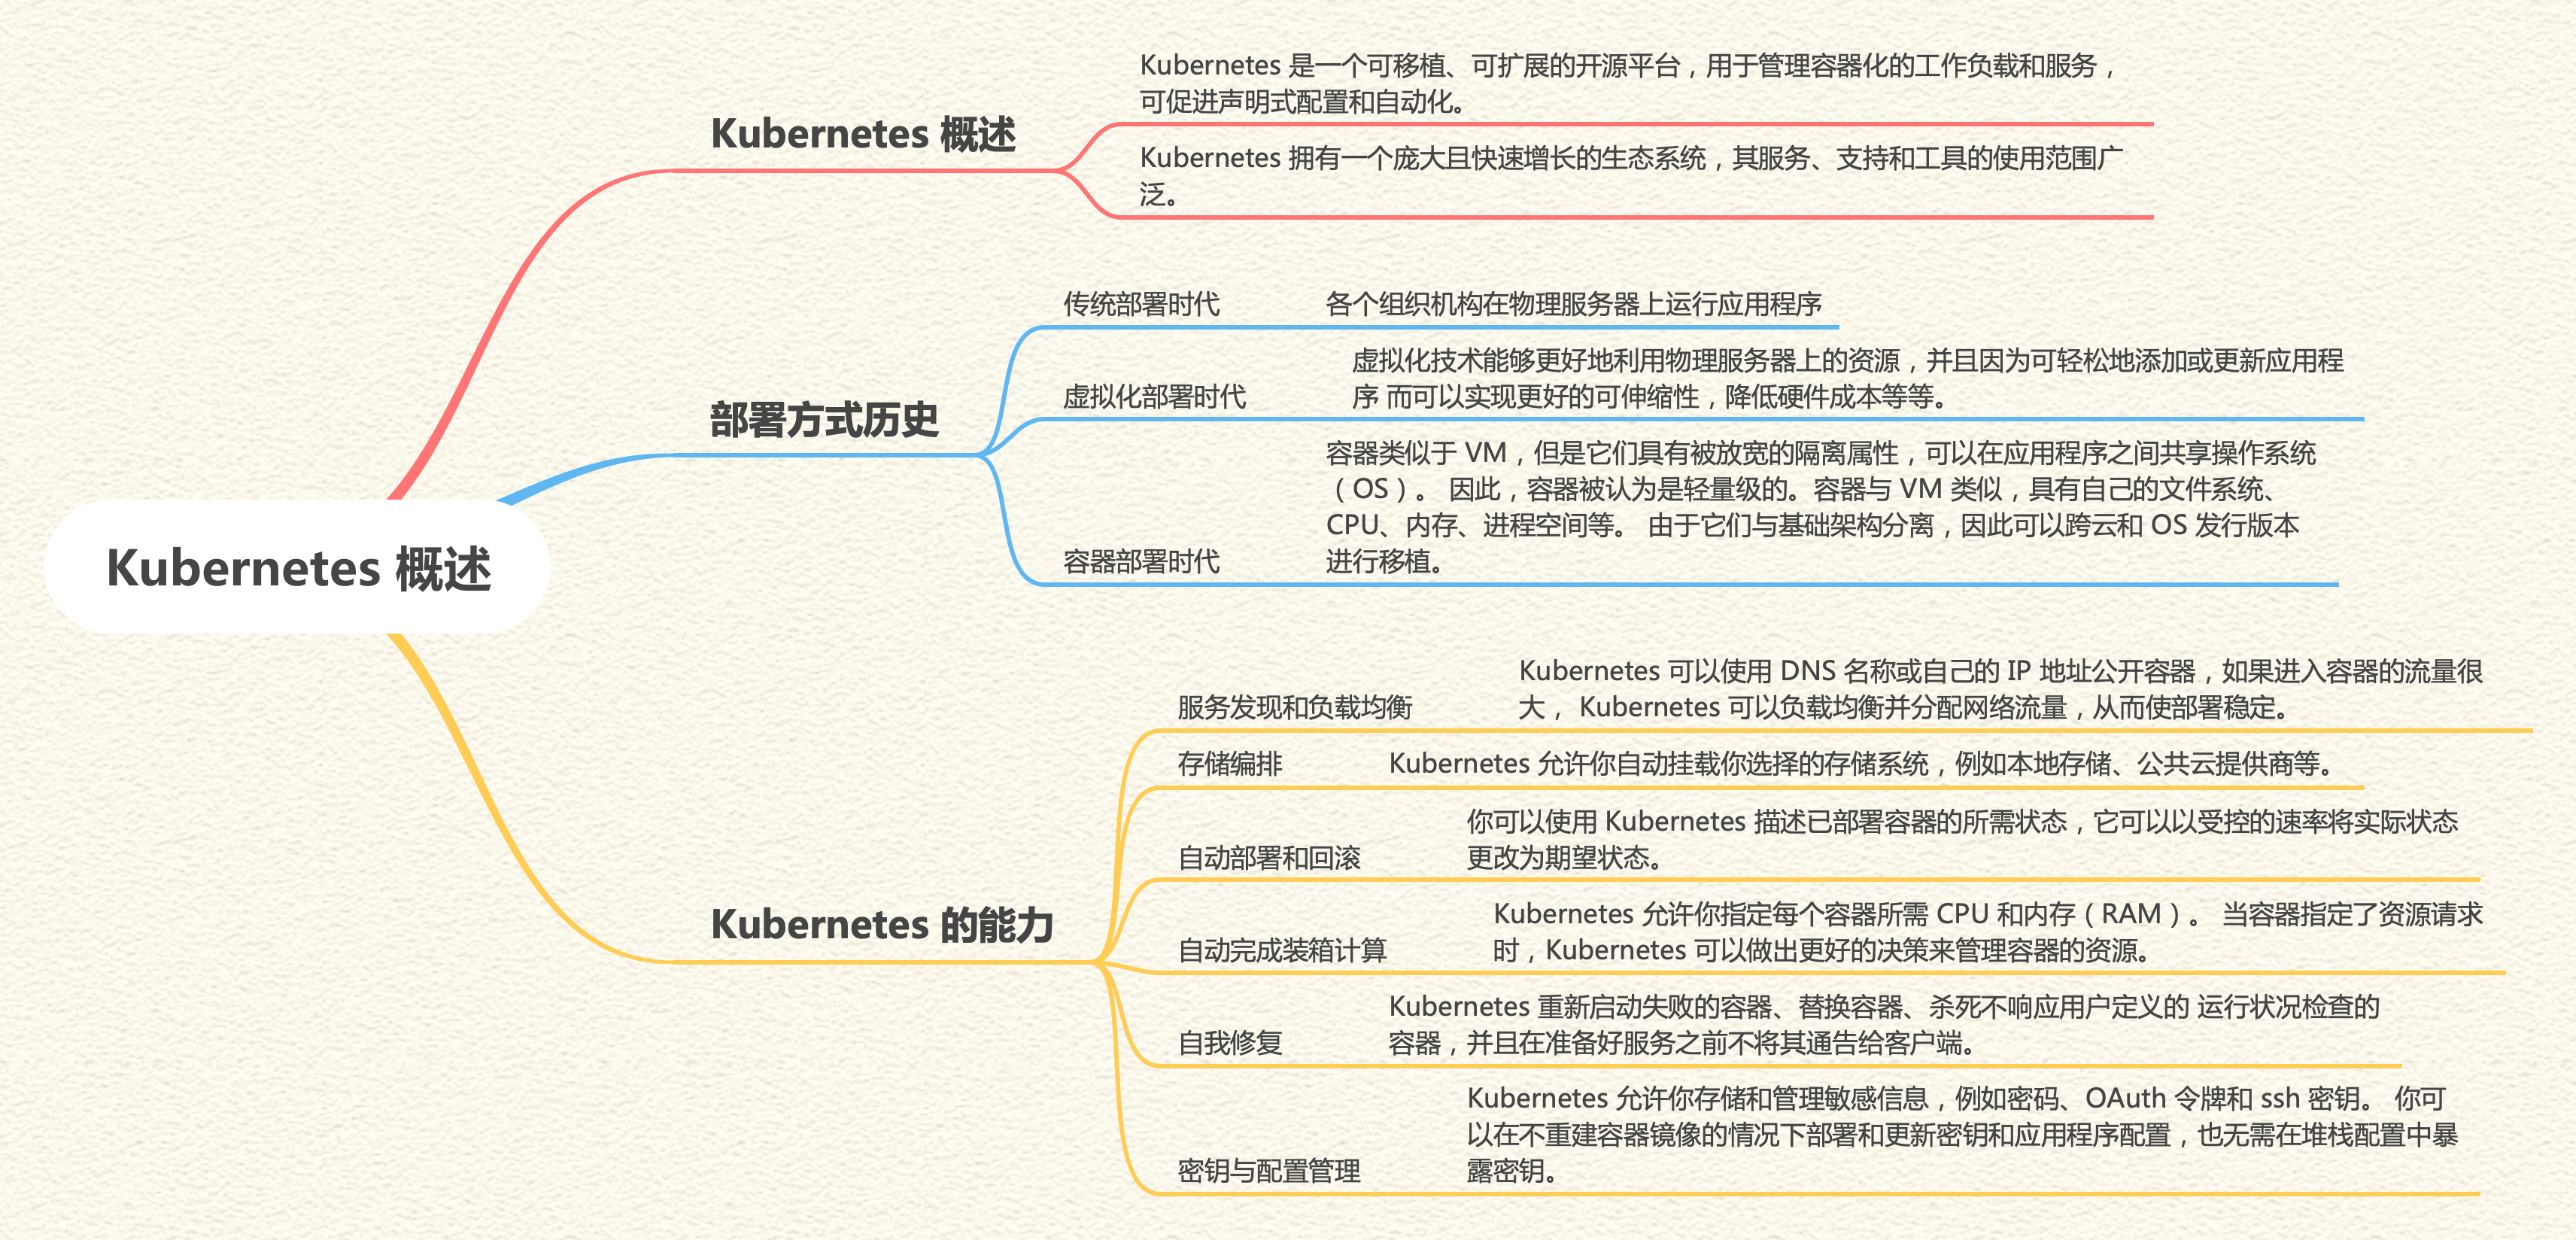 Kubernetes 概述
Kubernetes 概述
Kubernetes 是一个可移植、可扩展的开源平台，用于管理容器化的工作负载和服务，
可促进声明式配置和自动化。
Kubernetes 拥有一个庞大且快速增长的生态系统，其服务、支持和工具的使用范围广
泛。
部署方式历史
传统部署时代
各个组织机构在物理服务器上运行应用程序
虚拟化部署时代
虚拟化技术能够更好地利用物理服务器上的资源，并且因为可轻松地添加或更新应用程
序 而可以实现更好的可伸缩性，降低硬件成本等等。
容器部署时代
容器类似于 VM，但是它们具有被放宽的隔离属性，可以在应用程序之间共享操作系统
（OS）。 因此，容器被认为是轻量级的。容器与 VM 类似，具有自己的文件系统、
CPU、内存、进程空间等。 由于它们与基础架构分离，因此可以跨云和 OS 发行版本
进行移植。
Kubernetes 的能力
服务发现和负载均衡
Kubernetes 可以使用 DNS 名称或自己的 IP 地址公开容器，如果进入容器的流量很
大， Kubernetes 可以负载均衡并分配网络流量，从而使部署稳定。
存储编排
Kubernetes 允许你自动挂载你选择的存储系统，例如本地存储、公共云提供商等。
自动部署和回滚
你可以使用 Kubernetes 描述已部署容器的所需状态，它可以以受控的速率将实际状态
更改为期望状态。
自动完成装箱计算
Kubernetes 允许你指定每个容器所需 CPU 和内存（RAM）。 当容器指定了资源请求
时，Kubernetes 可以做出更好的决策来管理容器的资源。
自我修复
Kubernetes 重新启动失败的容器、替换容器、杀死不响应用户定义的 运行状况检查的
容器，并且在准备好服务之前不将其通告给客户端。
密钥与配置管理
Kubernetes 允许你存储和管理敏感信息，例如密码、OAuth 令牌和 ssh 密钥。 你可
以在不重建容器镜像的情况下部署和更新密钥和应用程序配置，也无需在堆栈配置中暴
露密钥。